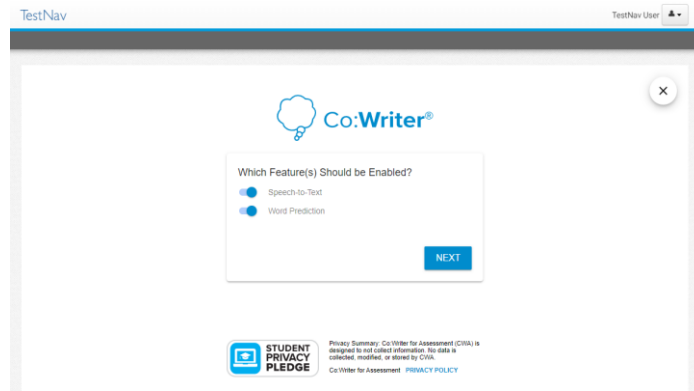 TestNav
TestNav User
Co:Writer®
Which Feature(s) Should be Enabled?
Speech-to-Text
Word Prediction
NEXT
STUDENT
PRIVACY
PLEDGE
Privacy Summary: Co:Writer for Assessment (CWA) is
designed to not collect information. No data is
collected, modified, or stored by CWA.
Co:Writer for Assessment PRIVACY POLICY